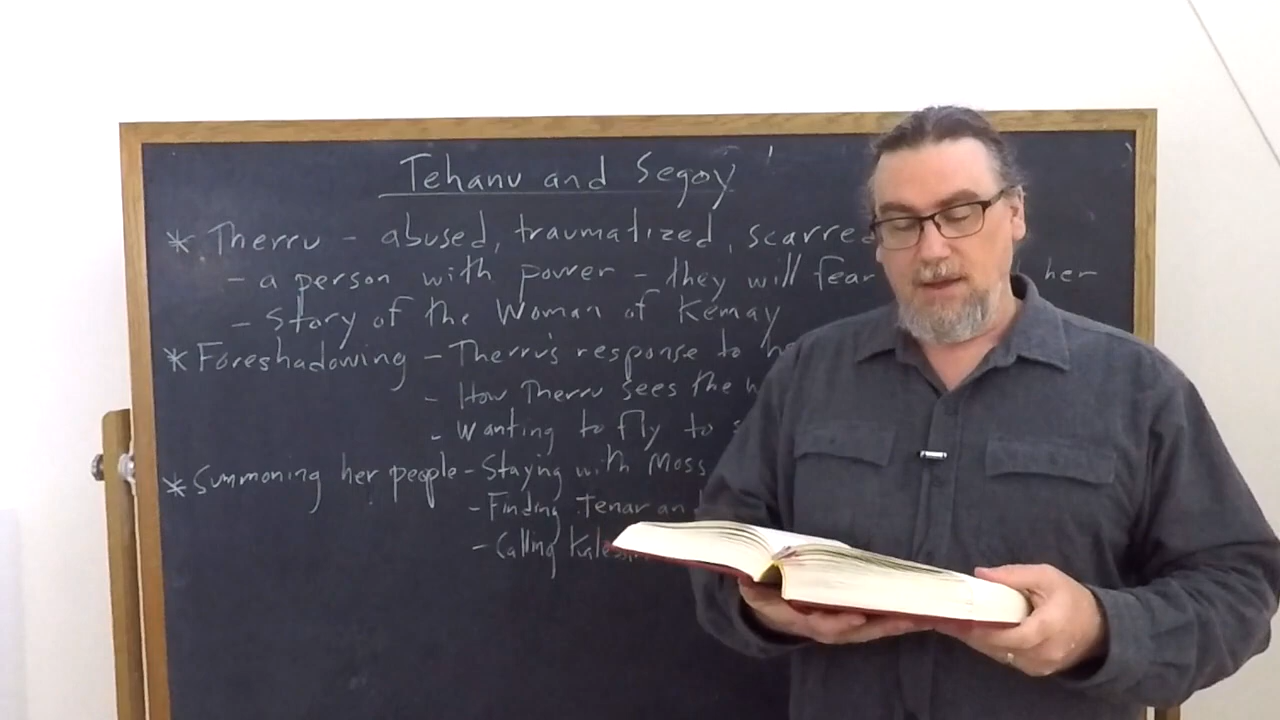 Tehanu and Segoy
* Therru - abused, traumatized, scarred
- a person with power - they will fear her
- Story of the Woman of Kemay
* Foreshadowing - Therru's response to
- How Therru sees the
- Wanting to fly to
* Summoning her people - Staying with Moss
- Finding Tenar
- Calling